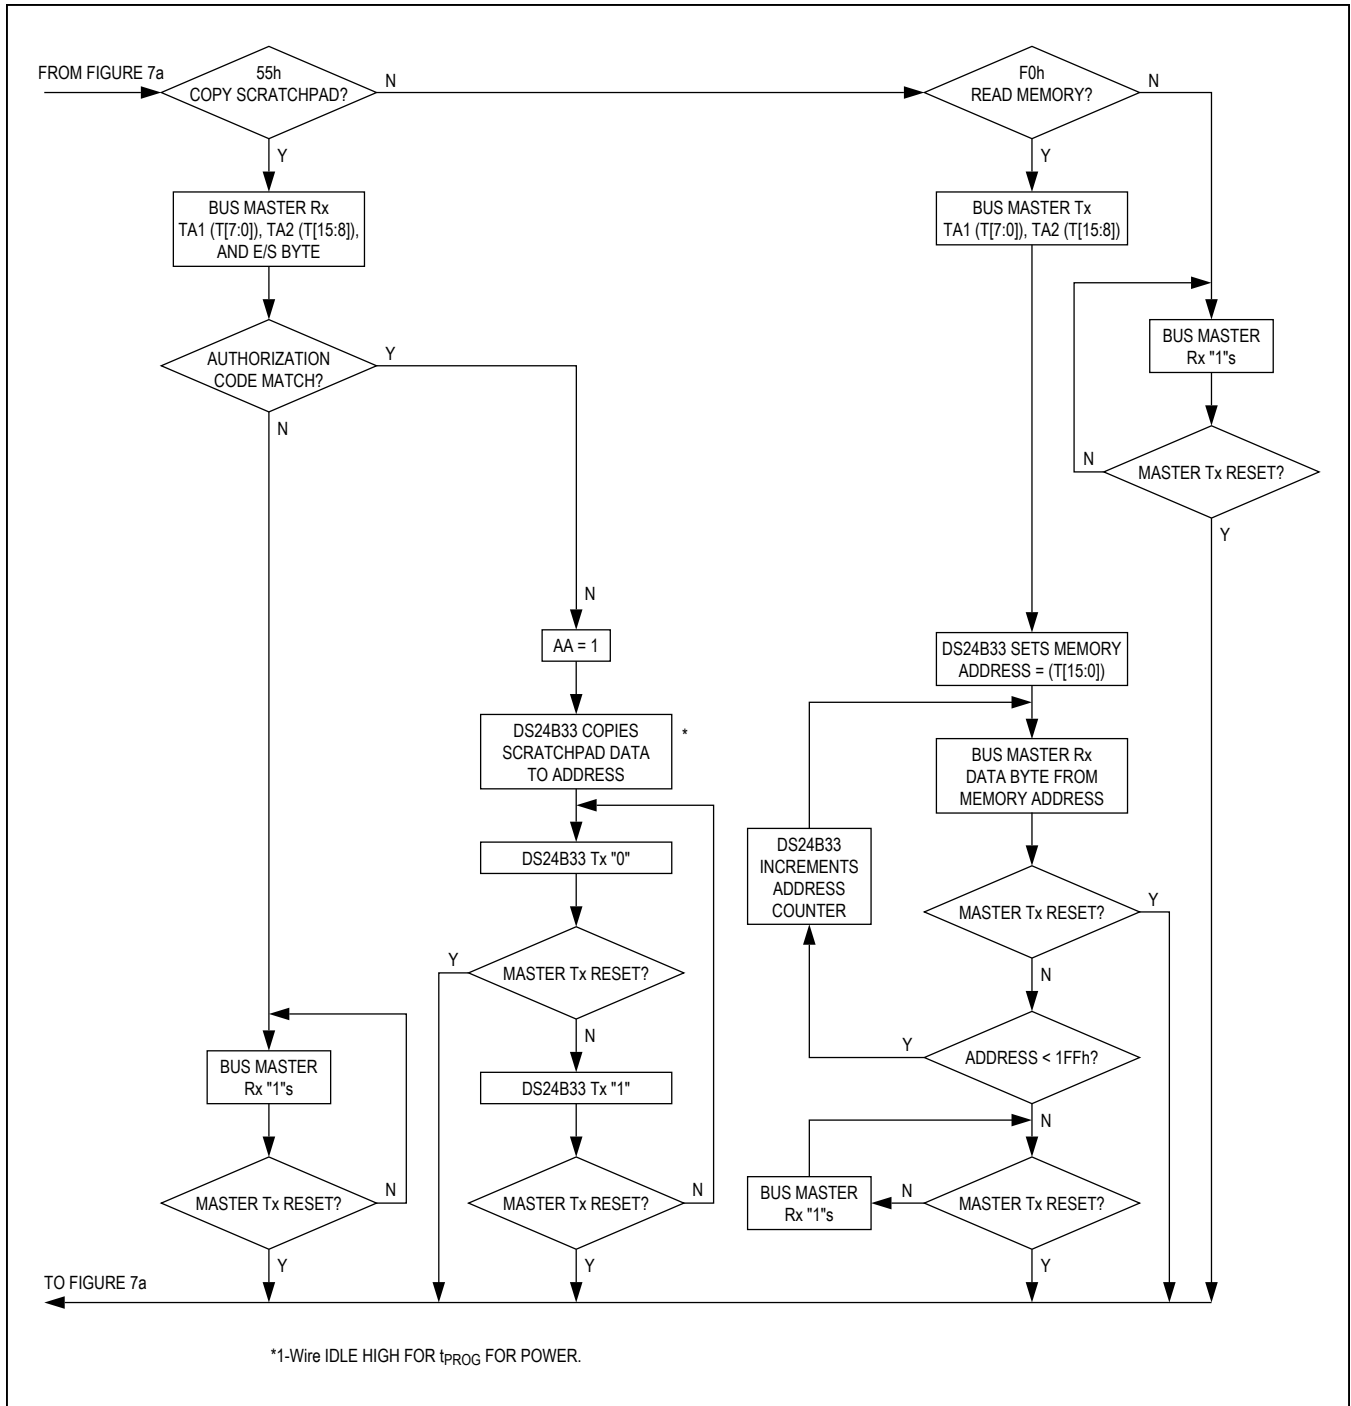 FROM FIGURE 7a
55h
COPY SCRATCHPAD?
N
Y
BUS MASTER Rx
TA1 (T[7:0]), TA2 (T[15:8]),
AND E/S BYTE
AUTHORIZATION
CODE MATCH?
Y
N
BUS MASTER
Rx "1"s
MASTER Tx RESET?
N
Y
N
AA = 1
DS24B33 COPIES
SCRATCHPAD DATA
TO ADDRESS
*
DS24B33 Tx "0"
MASTER Tx RESET?
Y
N
DS24B33 Tx "1"
MASTER Tx RESET?
N
Y
F0h
READ MEMORY?
N
Y
BUS MASTER Tx
TA1 (T[7:0]), TA2 (T[15:8])
DS24B33 SETS MEMORY
ADDRESS = (T[15:0])
BUS MASTER Rx
DATA BYTE FROM
MEMORY ADDRESS
DS24B33
INCREMENTS
ADDRESS
COUNTER
MASTER Tx RESET?
Y
N
ADDRESS < 1FFh?
Y
N
BUS MASTER
Rx "1"s
N
MASTER Tx RESET?
Y
BUS MASTER
Rx "1"s
MASTER Tx RESET?
N
Y
TO FIGURE 7a
*1-Wire IDLE HIGH FOR tPROG FOR POWER.